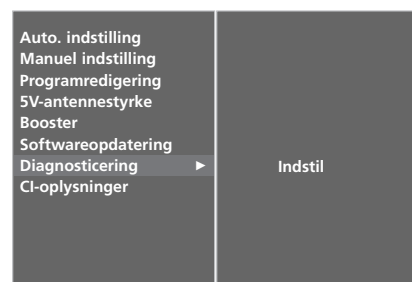 Auto. indstilling
Manuel indstilling
Programredigering
5V-antennestyrke
Booster
Softwareopdatering
Diagnosticering ► Indstil
CI-oplysninger